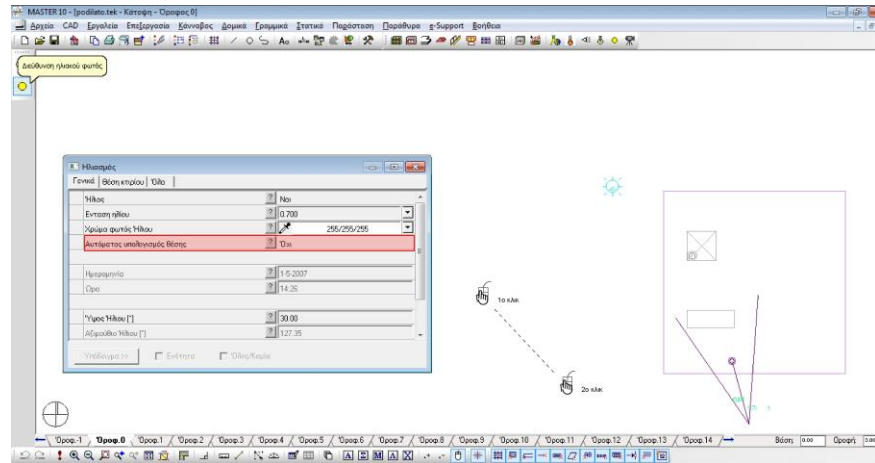 MASTER 10 - [podilato.tek - Κάτοψη - Όροφος 0]
Αρχεία CAD Εργαλεία Επεξεργασία Κάνναβος Δομικά Γραμμικά Στατικά Παράσταση Παράθυρα e-Support Βοήθεια
Διεύθυνση ηλιακού φωτός
Ηλιασμός
Γενικά Θέση κτιρίου Όλα
Ήλιος ? Ναι
Ενταση ηλίου ? 0.700
Χρώμα φωτός Ήλιου ? 255/255/255
Αυτόματος υπολογισμός θέσης ? Όχι
Ημερομηνία ? 1-5-2007
Ώρα ? 14:26
Ύψος Ήλιου [°] ? 30.00
Αζιμούθιο Ήλιου [°] ? 127.35
Υπόδειγμα >> Ενότητα Όλος/Καμία
1ο κλικ
2ο κλικ
Όροφ.-1 Όροφ.0 Όροφ.1 Όροφ.2 Όροφ.3 Όροφ.4 Όροφ.5 Όροφ.6 Όροφ.7 Όροφ.8 Όροφ.9 Όροφ.10 Όροφ.11 Όροφ.12 Όροφ.13 Όροφ.14 Βάση: 0.00 Οροφή: